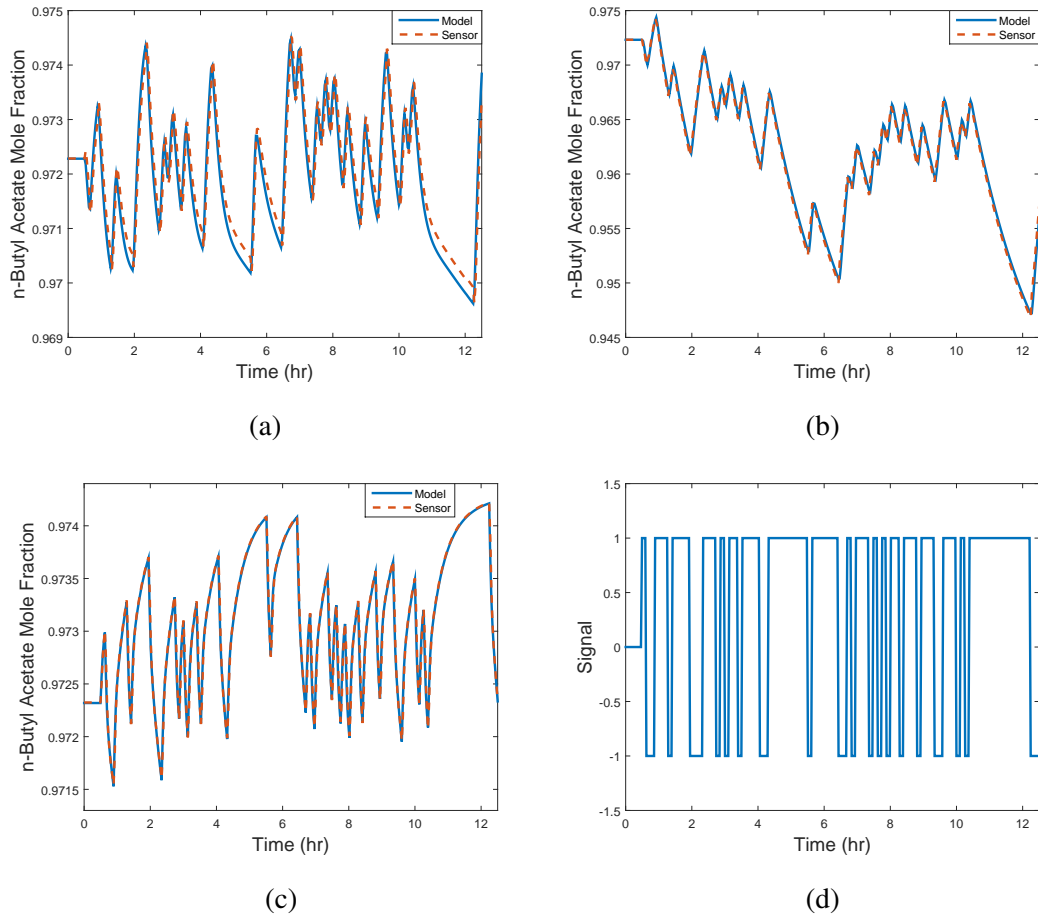 0.975
0.974
0.973
0.972
0.971
0.97
0.969
n-Butyl Acetate Mole Fraction
Model
Sensor
0 2 4 6 8 10 12
Time (hr)
(a)
0.975
0.97
0.965
0.96
0.955
0.95
0.945
n-Butyl Acetate Mole Fraction
Model
Sensor
0 2 4 6 8 10 12
Time (hr)
(b)
0.974
0.9735
0.973
0.9725
0.972
0.9715
n-Butyl Acetate Mole Fraction
Model
Sensor
0 2 4 6 8 10 12
Time (hr)
(c)
1.5
1
0.5
0
-0.5
-1
-1.5
Signal
0 2 4 6 8 10 12
Time (hr)
(d)